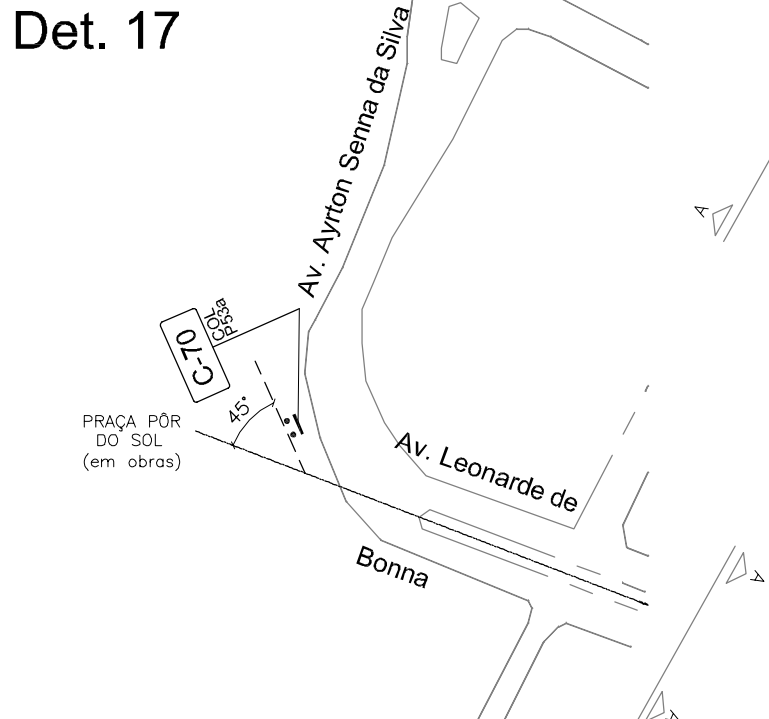 Det. 17
Av. Ayrton Senna da Silva
A
C-70
COL
P53a
45°
PRAÇA PÔR
DO SOL
(em obras)
Av. Leonarde de
Bonna
A